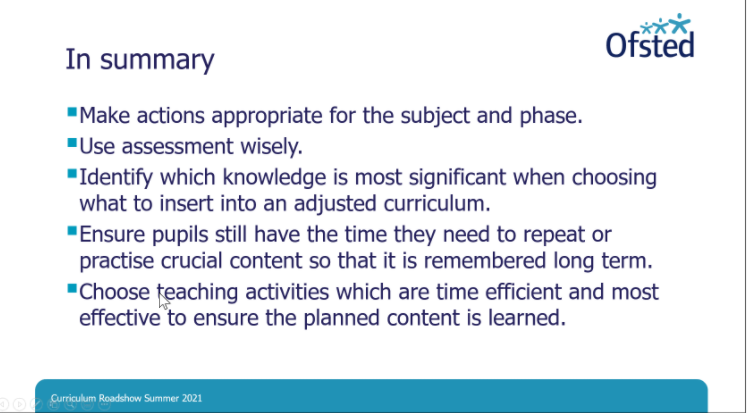 In summary
Ofsted
Make actions appropriate for the subject and phase.
Use assessment wisely.
Identify which knowledge is most significant when choosing
what to insert into an adjusted curriculum.
Ensure pupils still have the time they need to repeat or
practise crucial content so that it is remembered long term.
Choose teaching activities which are time efficient and most
effective to ensure the planned content is learned.
Curriculum Roadshow Summer 2021